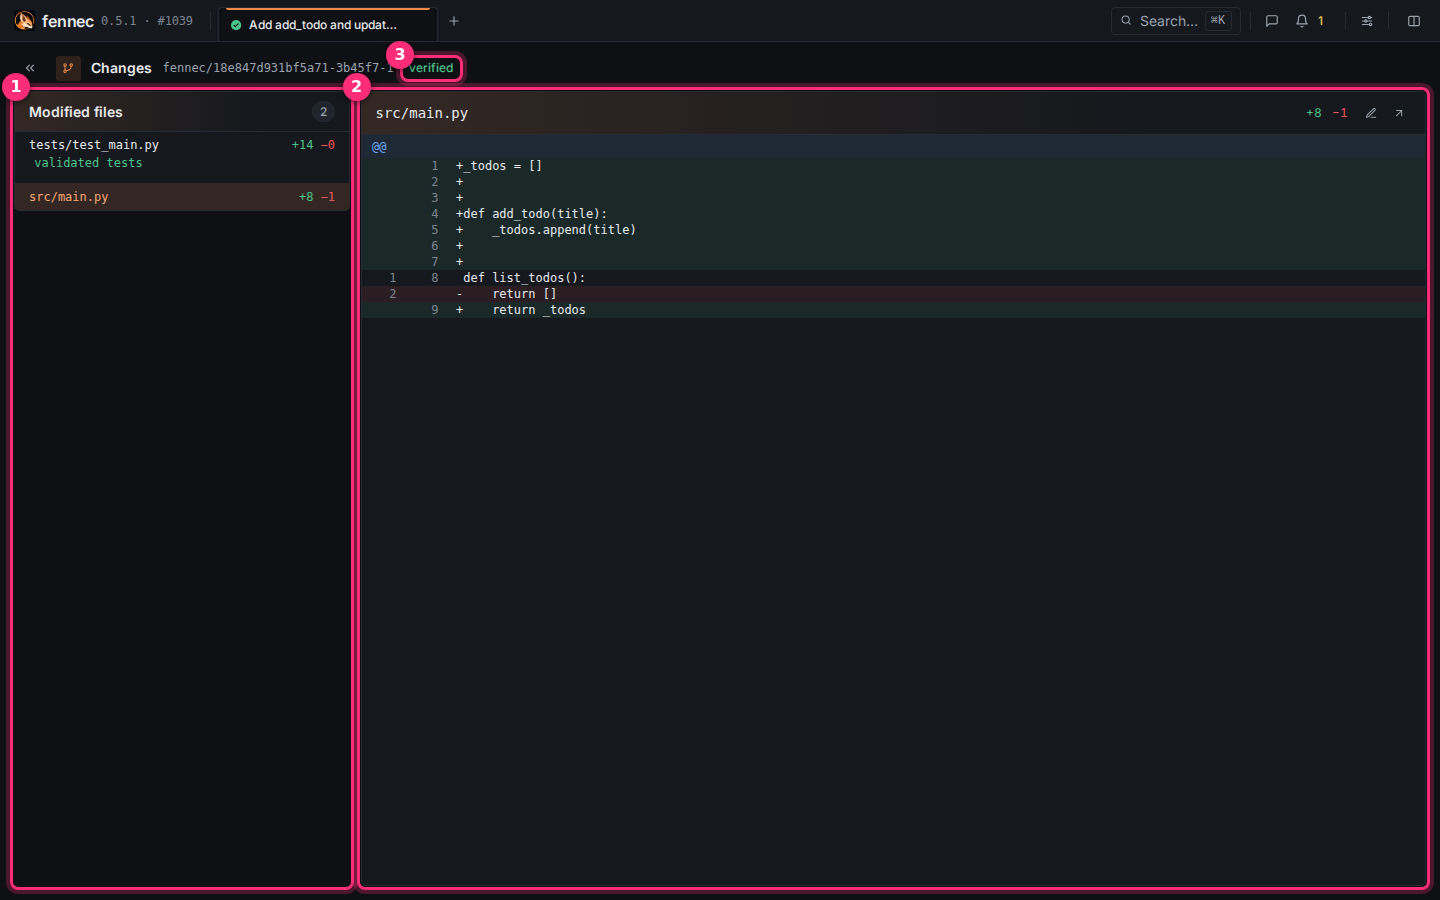 fennec 0.5.1 · #1039
Add add_todo and updat...
+
Search... ⌘K
1
Changes fennec/18e847d931bf5a71-3b45f7-1
3
verified
1
Modified files 2
tests/test_main.py +14 −0
validated tests
src/main.py +8 −1
2
src/main.py +8 −1
@@
1 +_todos = []
2 +
3 +
4 +def add_todo(title):
5 +    _todos.append(title)
6 +
7 +
1 8  def list_todos():
2 -    return []
9 +    return _todos